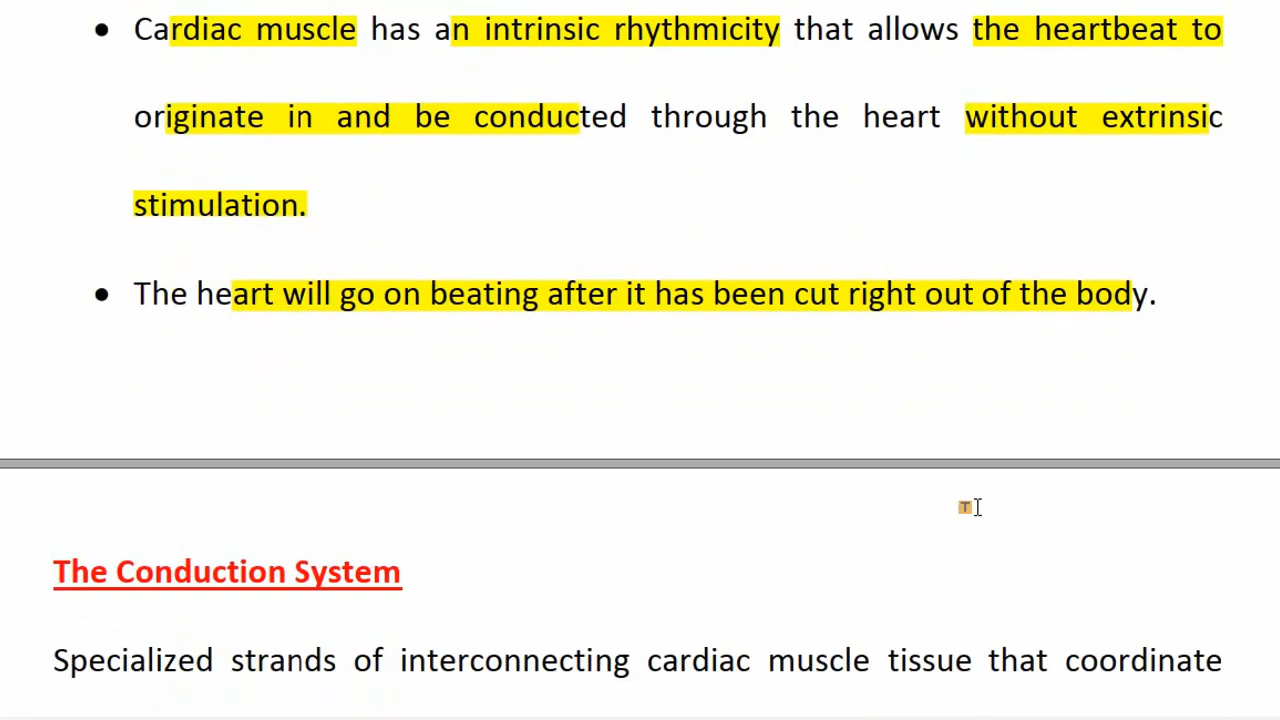 • Cardiac muscle has an intrinsic rhythmicity that allows the heartbeat to
originate in and be conducted through the heart without extrinsic
stimulation.
• The heart will go on beating after it has been cut right out of the body.
T
The Conduction System
Specialized strands of interconnecting cardiac muscle tissue that coordinate